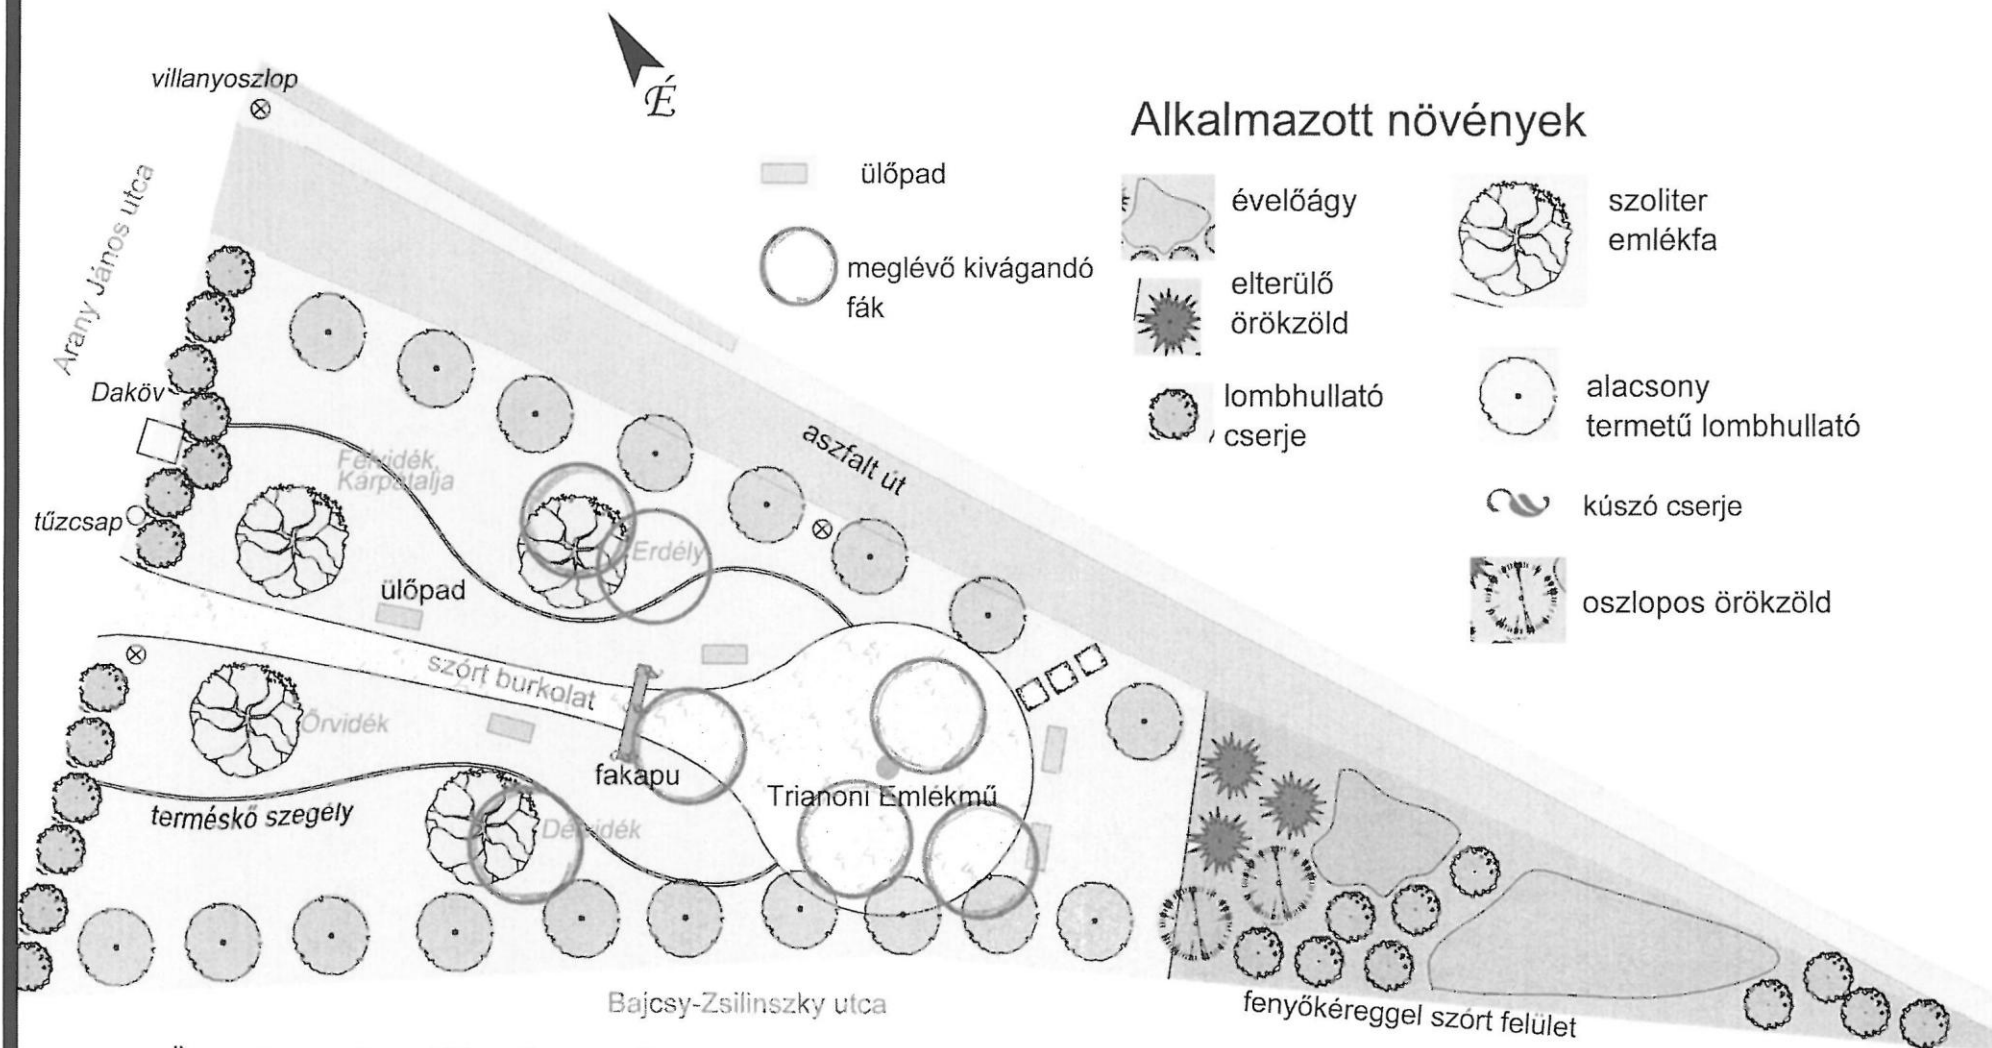 villanyoszlop
É
Arany János utca
Daköv
tűzcsap
Felvidék,
Kárpátalja
Erdély
ülőpad
szórt burkolat
Őrvidék
fakapu
terméskő szegély
Délvidék
Trianoni Emlékmű
aszfalt út
Bajcsy-Zsilinszky utca
fenyőkéreggel szórt felület
ülőpad
meglévő kivágandó
fák
Alkalmazott növények
évelőágy
elterülő
örökzöld
lombhullató
cserje
szoliter
emlékfa
alacsony
termetű lombhullató
kúszó cserje
oszlopos örökzöld